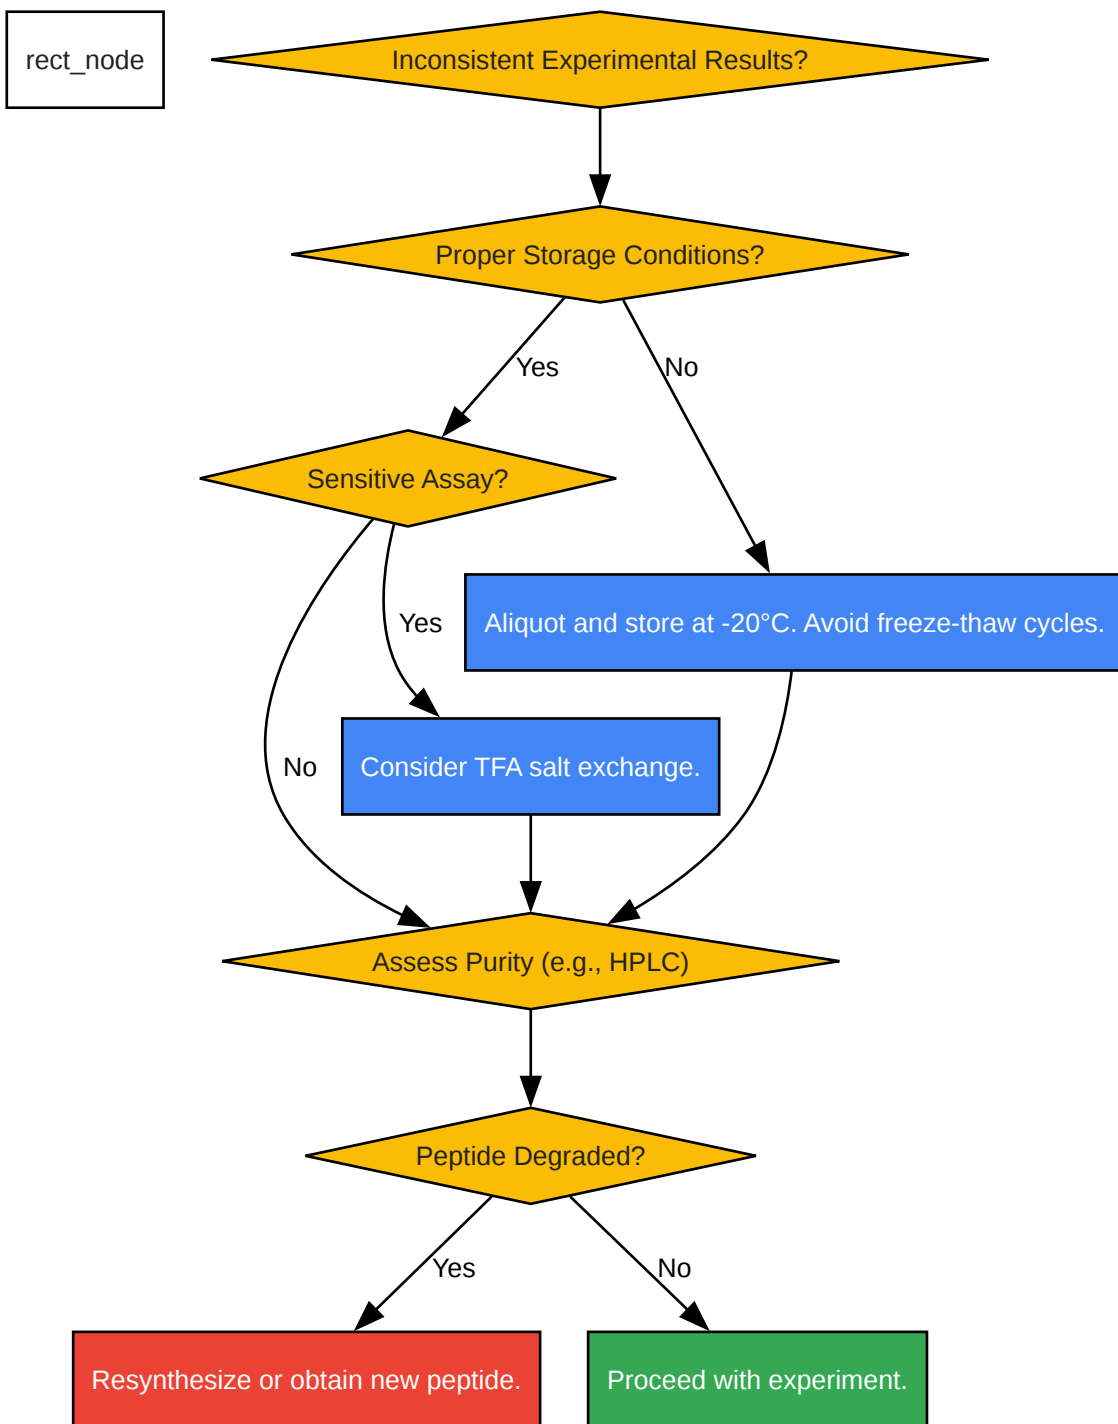 rect_node
Inconsistent Experimental Results?
Proper Storage Conditions?
Yes
No
Sensitive Assay?
Aliquot and store at -20°C. Avoid freeze-thaw cycles.
Yes
No
Consider TFA salt exchange.
Assess Purity (e.g., HPLC)
Peptide Degraded?
Yes
No
Resynthesize or obtain new peptide.
Proceed with experiment.